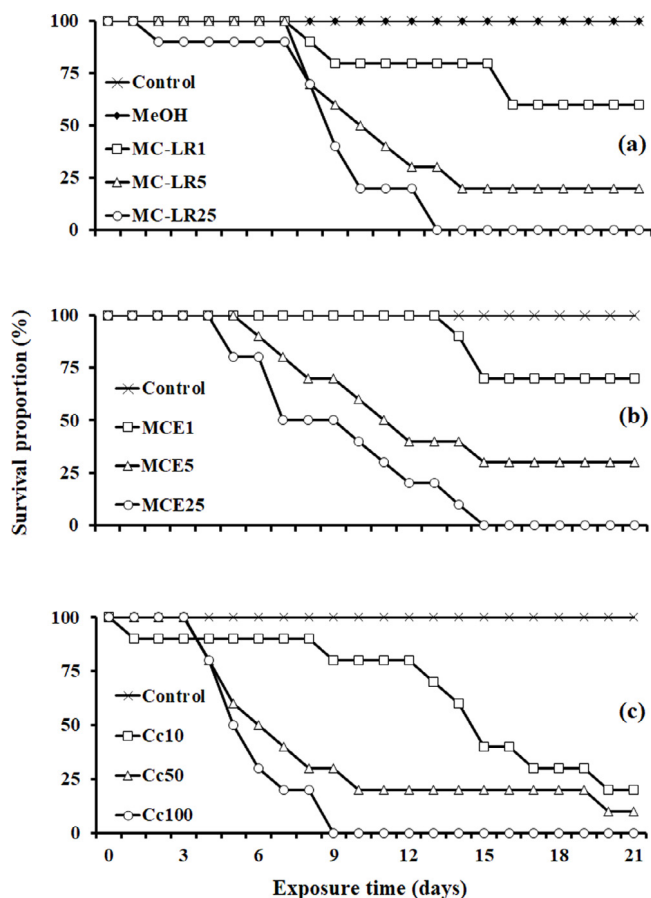 100
75
50
25
0
Control
MeOH
MC-LR1
MC-LR5
MC-LR25
(a)
Survival proportion (%)
100
75
50
25
0
Control
MCE1
MCE5
MCE25
(b)
100
75
50
25
0
Control
Cc10
Cc50
Cc100
(c)
0 3 6 9 12 15 18 21
Exposure time (days)